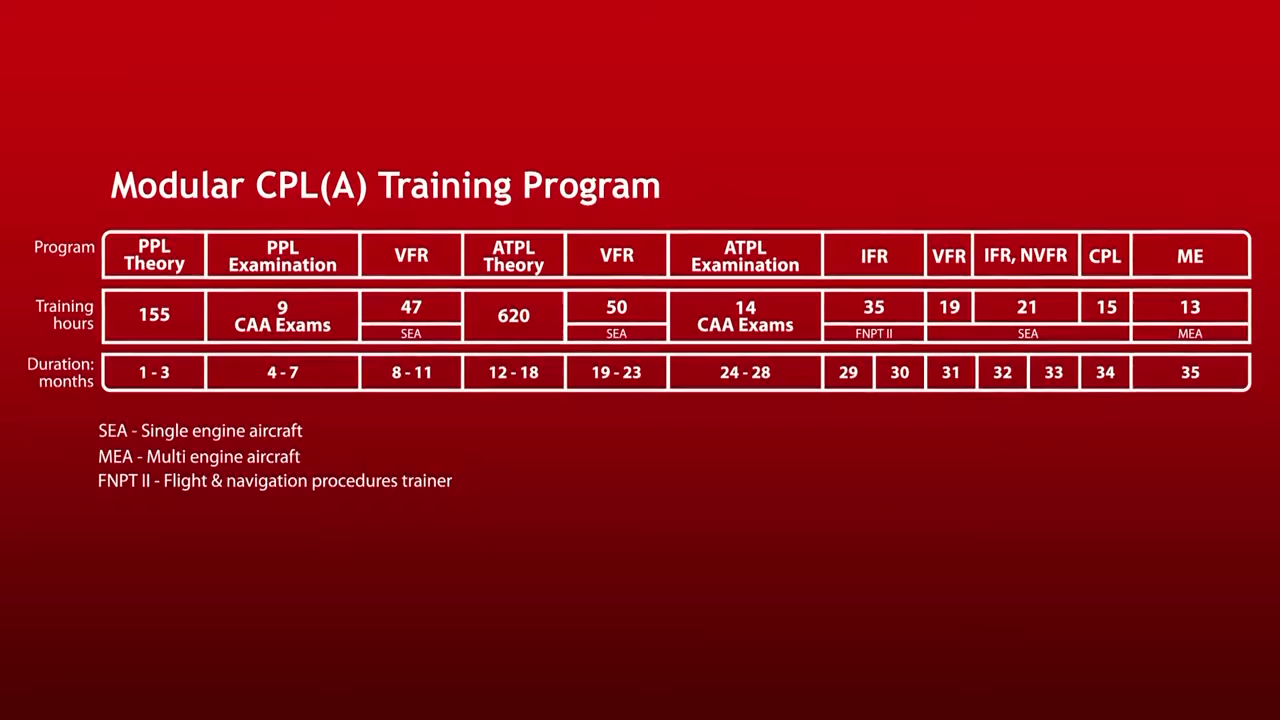 Modular CPL(A) Training Program
Program
PPL
Theory
PPL
Examination
VFR
ATPL
Theory
VFR
ATPL
Examination
IFR
VFR
IFR, NVFR
CPL
ME
Training
hours
155
9
CAA Exams
47
SEA
620
50
SEA
14
CAA Exams
35
FNPT II
19
21
15
SEA
13
MEA
Duration:
months
1 - 3
4 - 7
8 - 11
12 - 18
19 - 23
24 - 28
29
30
31
32
33
34
35
SEA - Single engine aircraft
MEA - Multi engine aircraft
FNPT II - Flight & navigation procedures trainer